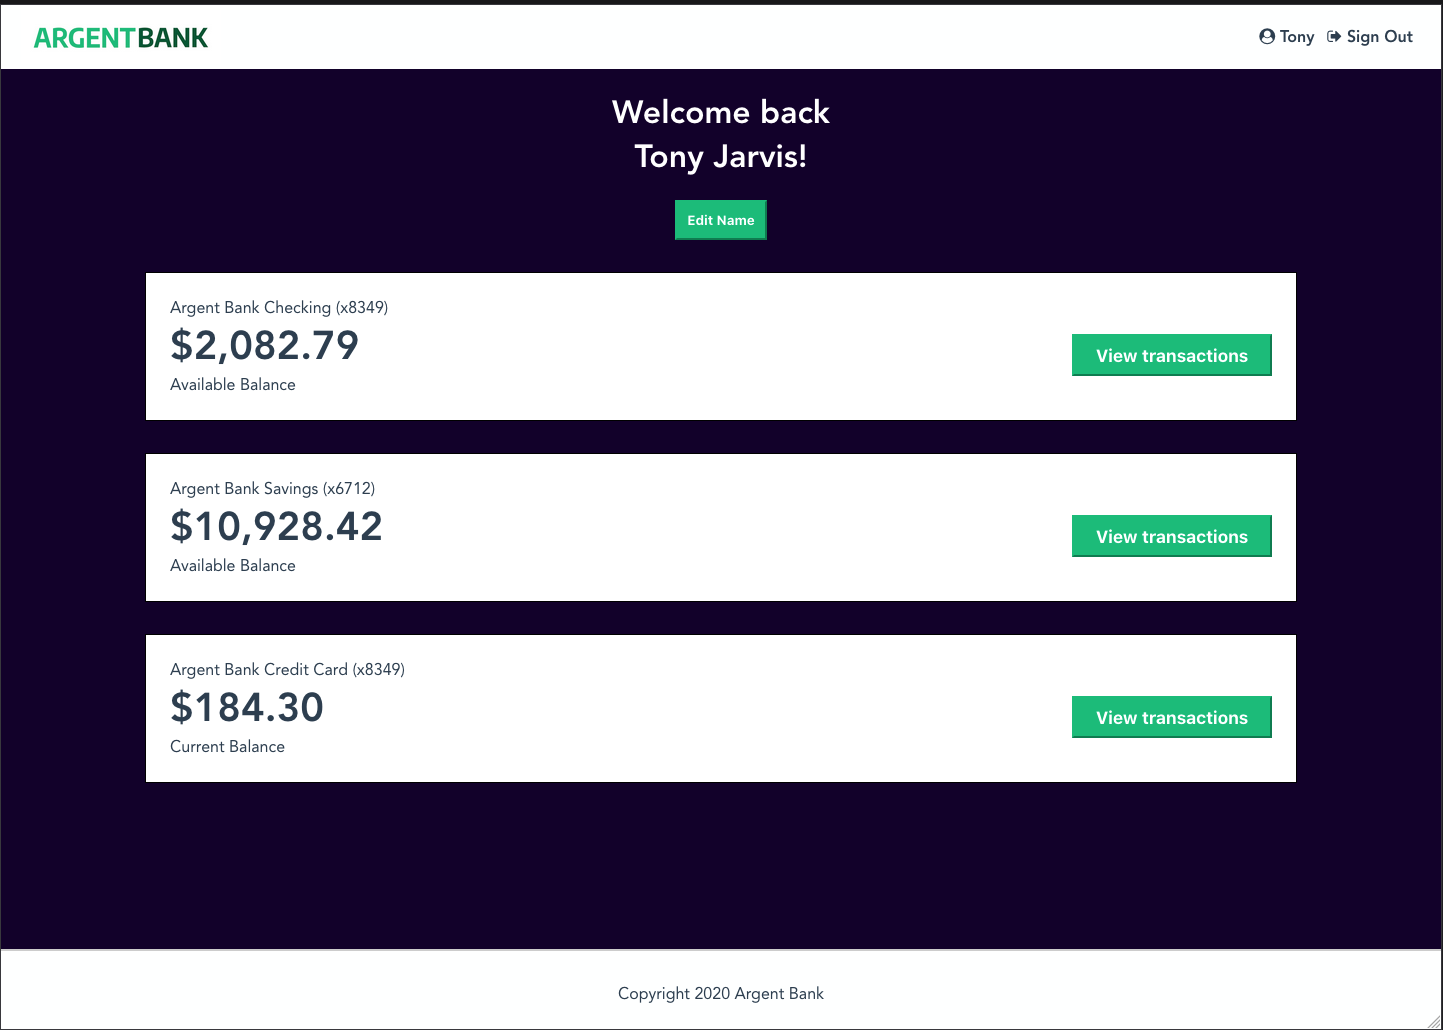 ARGENTBANK
Tony Sign Out
Welcome back
Tony Jarvis!
Edit Name
Argent Bank Checking (x8349)
$2,082.79
Available Balance
View transactions
Argent Bank Savings (x6712)
$10,928.42
Available Balance
View transactions
Argent Bank Credit Card (x8349)
$184.30
Current Balance
View transactions
Copyright 2020 Argent Bank